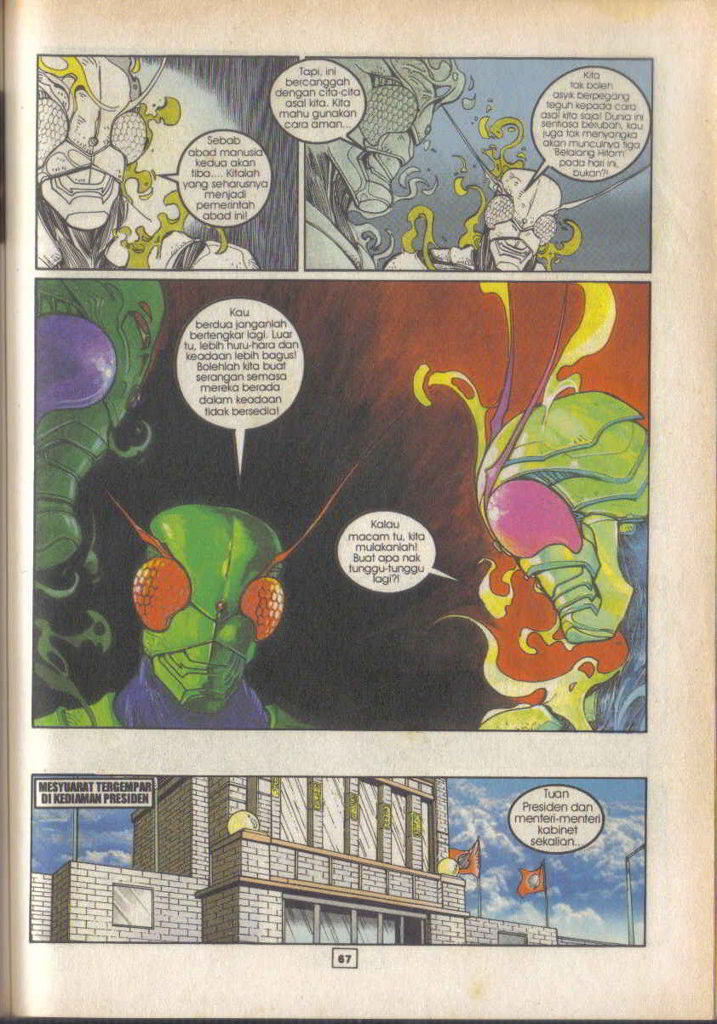 Sebab
abad manusia
kedua akan
tiba.... Kitalah
yang seharusnya
menjadi
pemerintah
abad ini!
Tapi, ini
bercanggah
dengan cita-cita
asal kita. Kita
mahu gunakan
cara aman...
Kita
tak boleh
asyik berpegang
teguh kepada cara
asal kita saja! Dunia ini
sentiasa berubah, kau
juga tak menyangka
akan munculnya tiga
'Belalang Hitam'
pada hari ini,
bukan?!
Kau
berdua janganlah
bertengkar lagi. Luar
tu, lebih huru-hara dan
keadaan lebih bagus!
Bolehlah kita buat
serangan semasa
mereka berada
dalam keadaan
tidak bersedia!
Kalau
macam tu, kita
mulakanlah!
Buat apa nak
tunggu-tunggu
lagi?!
MESYUARAT TERGEMPAR
DI KEDIAMAN PRESIDEN
Tuan
Presiden dan
menteri-menteri
kabinet
sekalian..
67